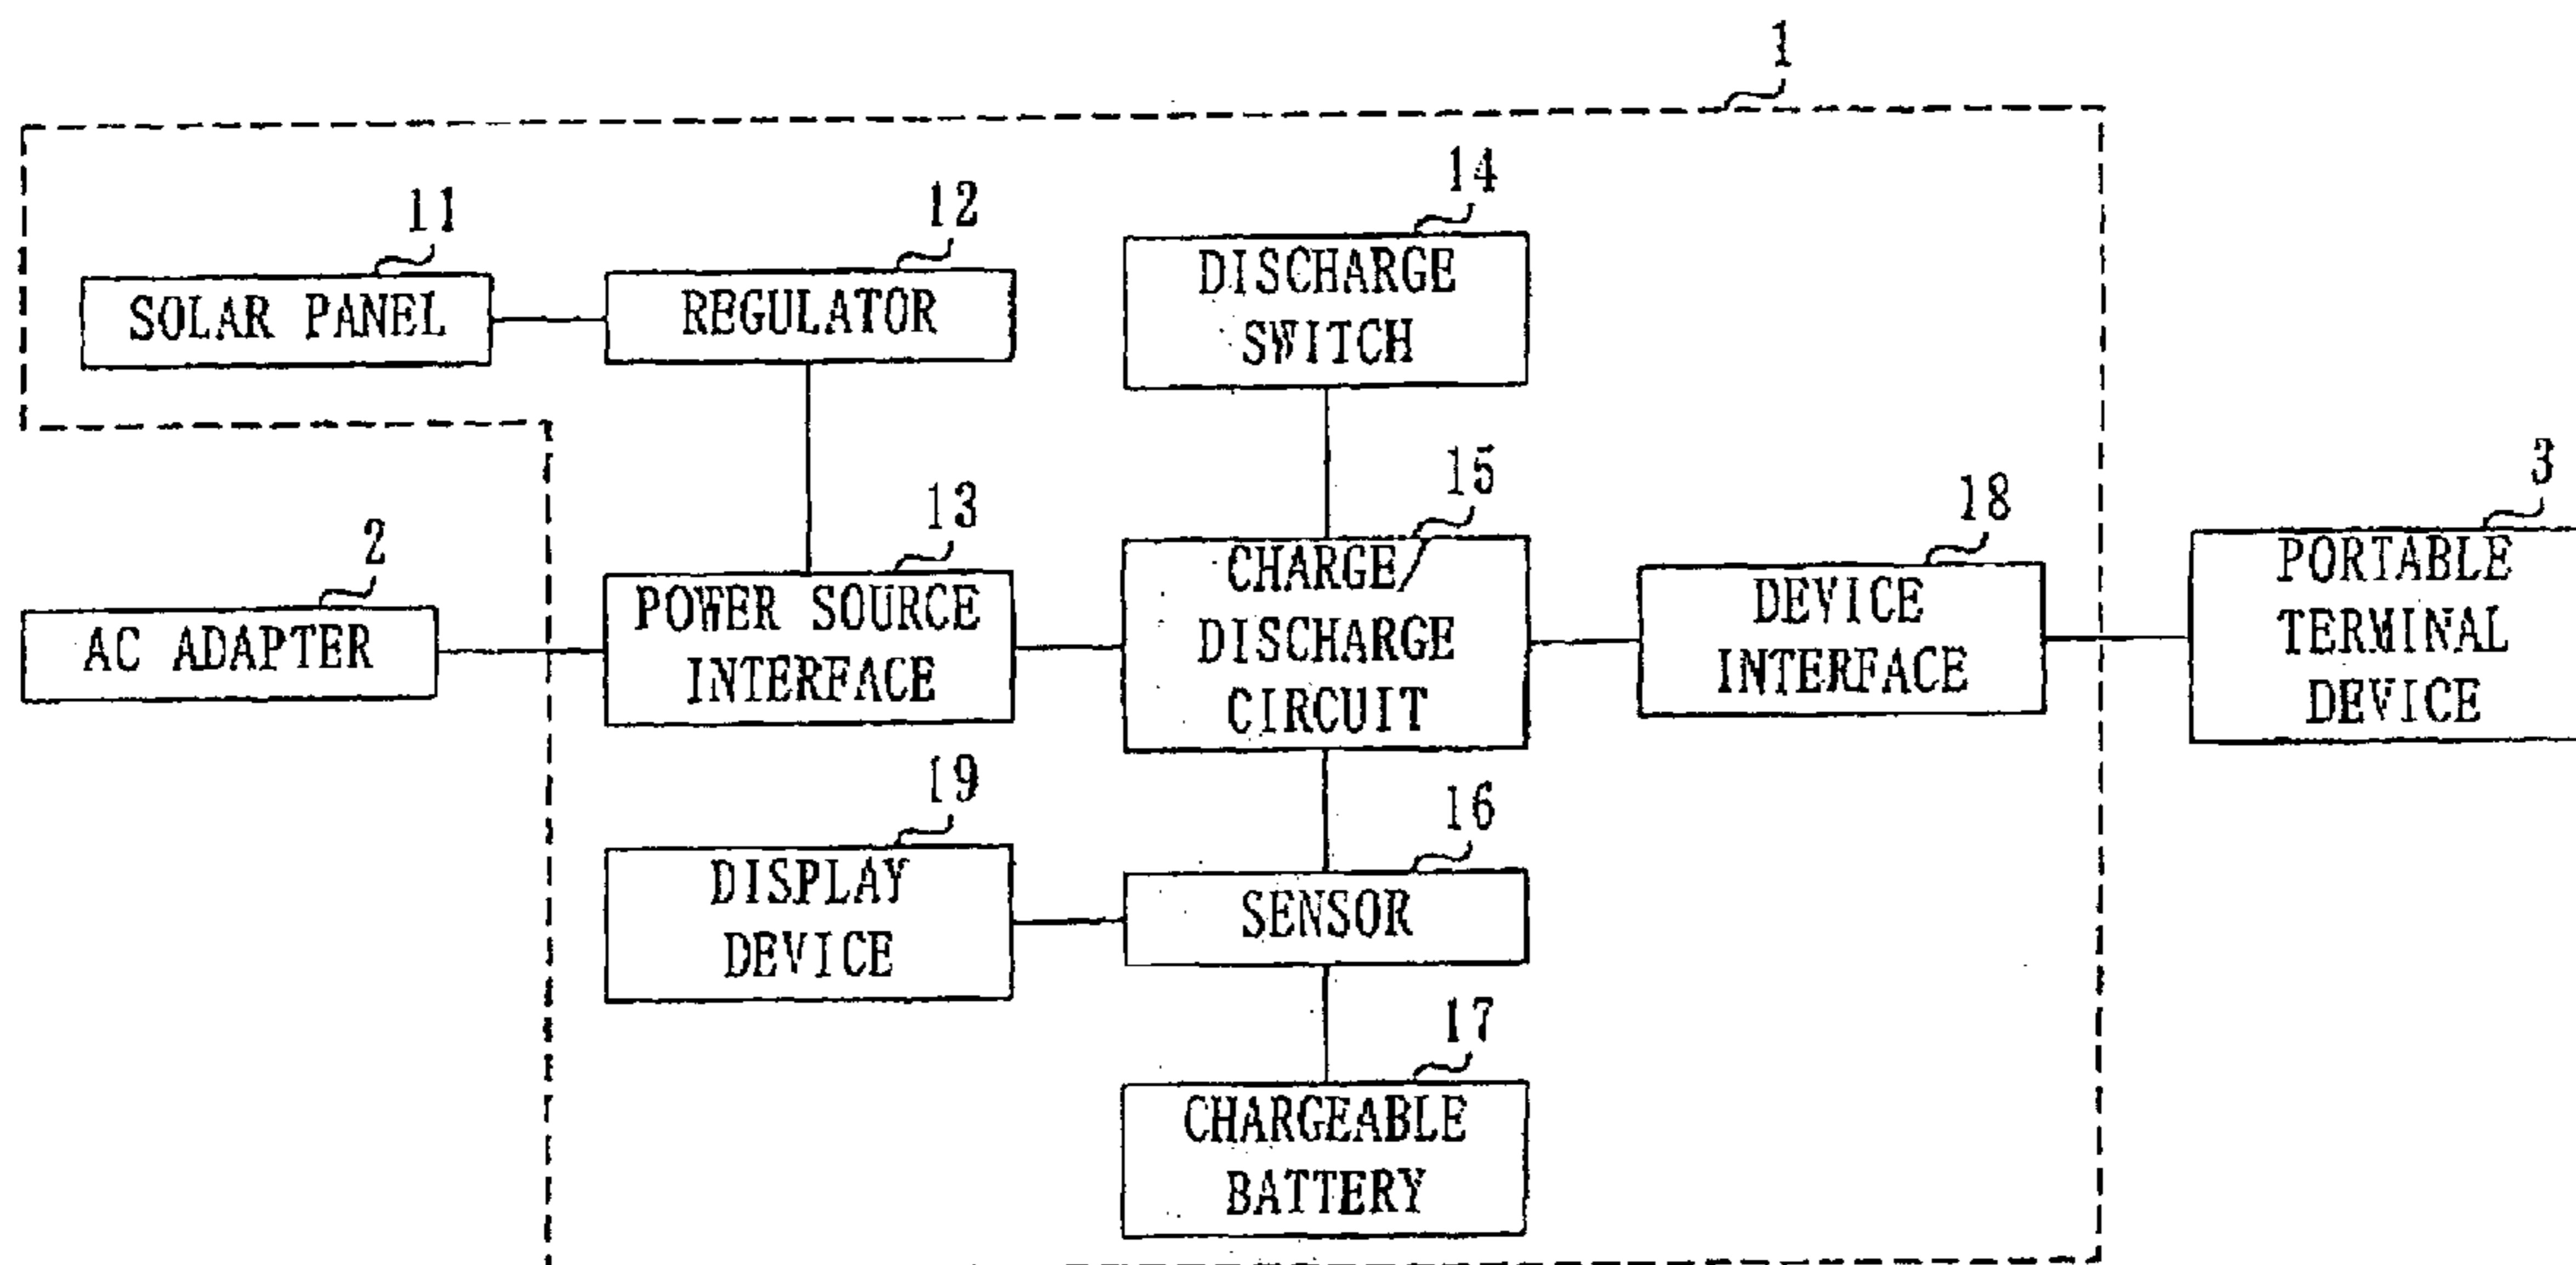 1
11
SOLAR PANEL
12
REGULATOR
14
DISCHARGE
SWITCH
2
AC ADAPTER
13
POWER SOURCE
INTERFACE
15
CHARGE/
DISCHARGE
CIRCUIT
18
DEVICE
INTERFACE
3
PORTABLE
TERMINAL
DEVICE
19
DISPLAY
DEVICE
16
SENSOR
17
CHARGEABLE
BATTERY